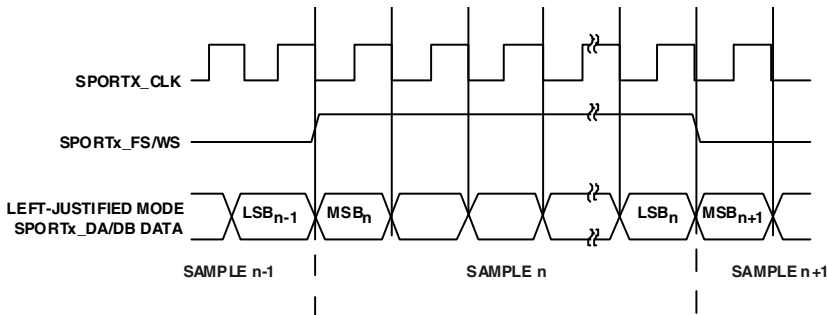 SPORTX_CLK
SPORTx_FS/WS
LEFT-JUSTIFIED MODE
SPORTx_DA/DB DATA
LSBn-1
MSBn
LSBn
MSBn+1
SAMPLE n-1
SAMPLE n
SAMPLE n+1